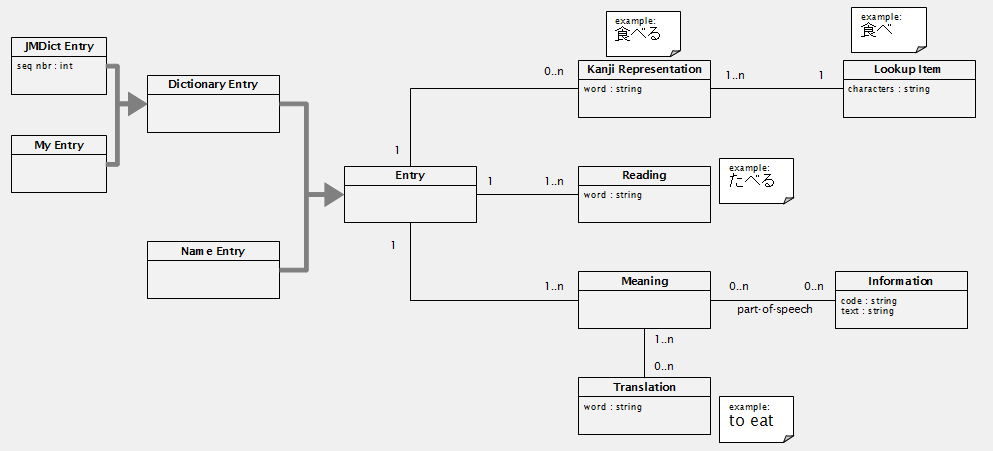 example:
食べる
example:
食べ
JMDict Entry
seq nbr : int
Dictionary Entry
My Entry
0..n
Kanji Representation
word : string
1..n
1
Lookup Item
characters : string
1
Entry
1
1..n
Reading
word : string
example:
たべる
Name Entry
1
1..n
Meaning
0..n
0..n
part-of-speech
Information
code : string
text : string
1..n
0..n
Translation
word : string
example:
to eat